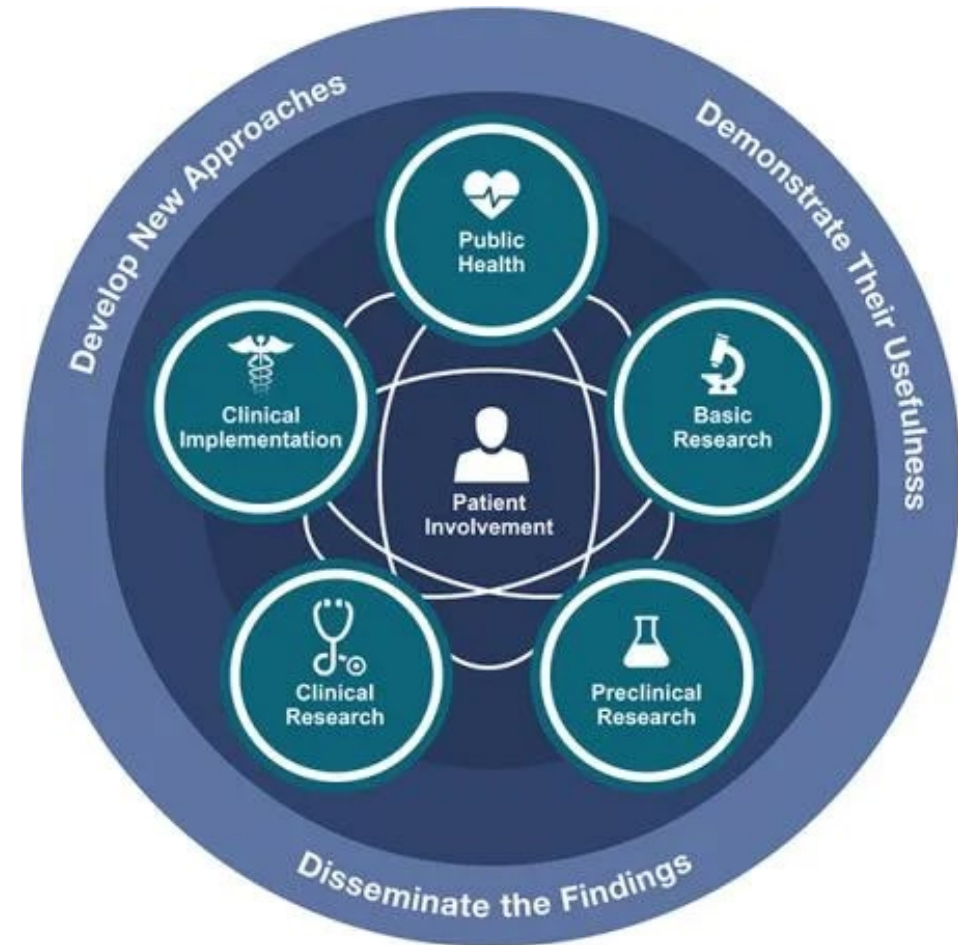 Develop New Approaches
Demonstrate Their Usefulness
Public
Health
Clinical
Implementation
Basic
Research
Patient
Involvement
Clinical
Research
Preclinical
Research
Disseminate the Findings